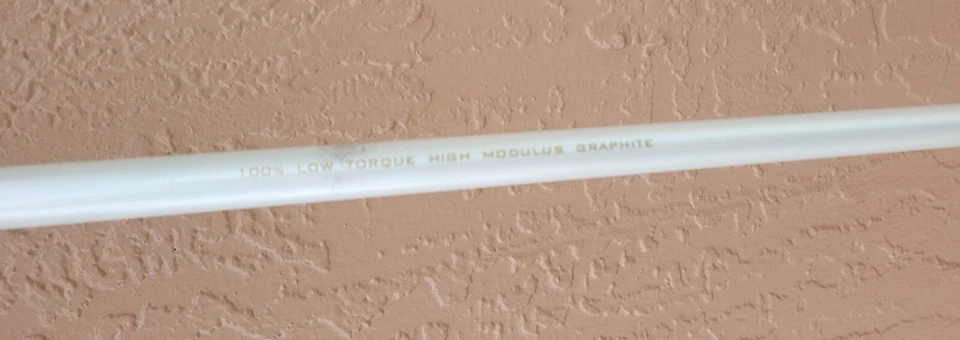 100% LOW TORQUE HIGH MODULUS GRAPHITE